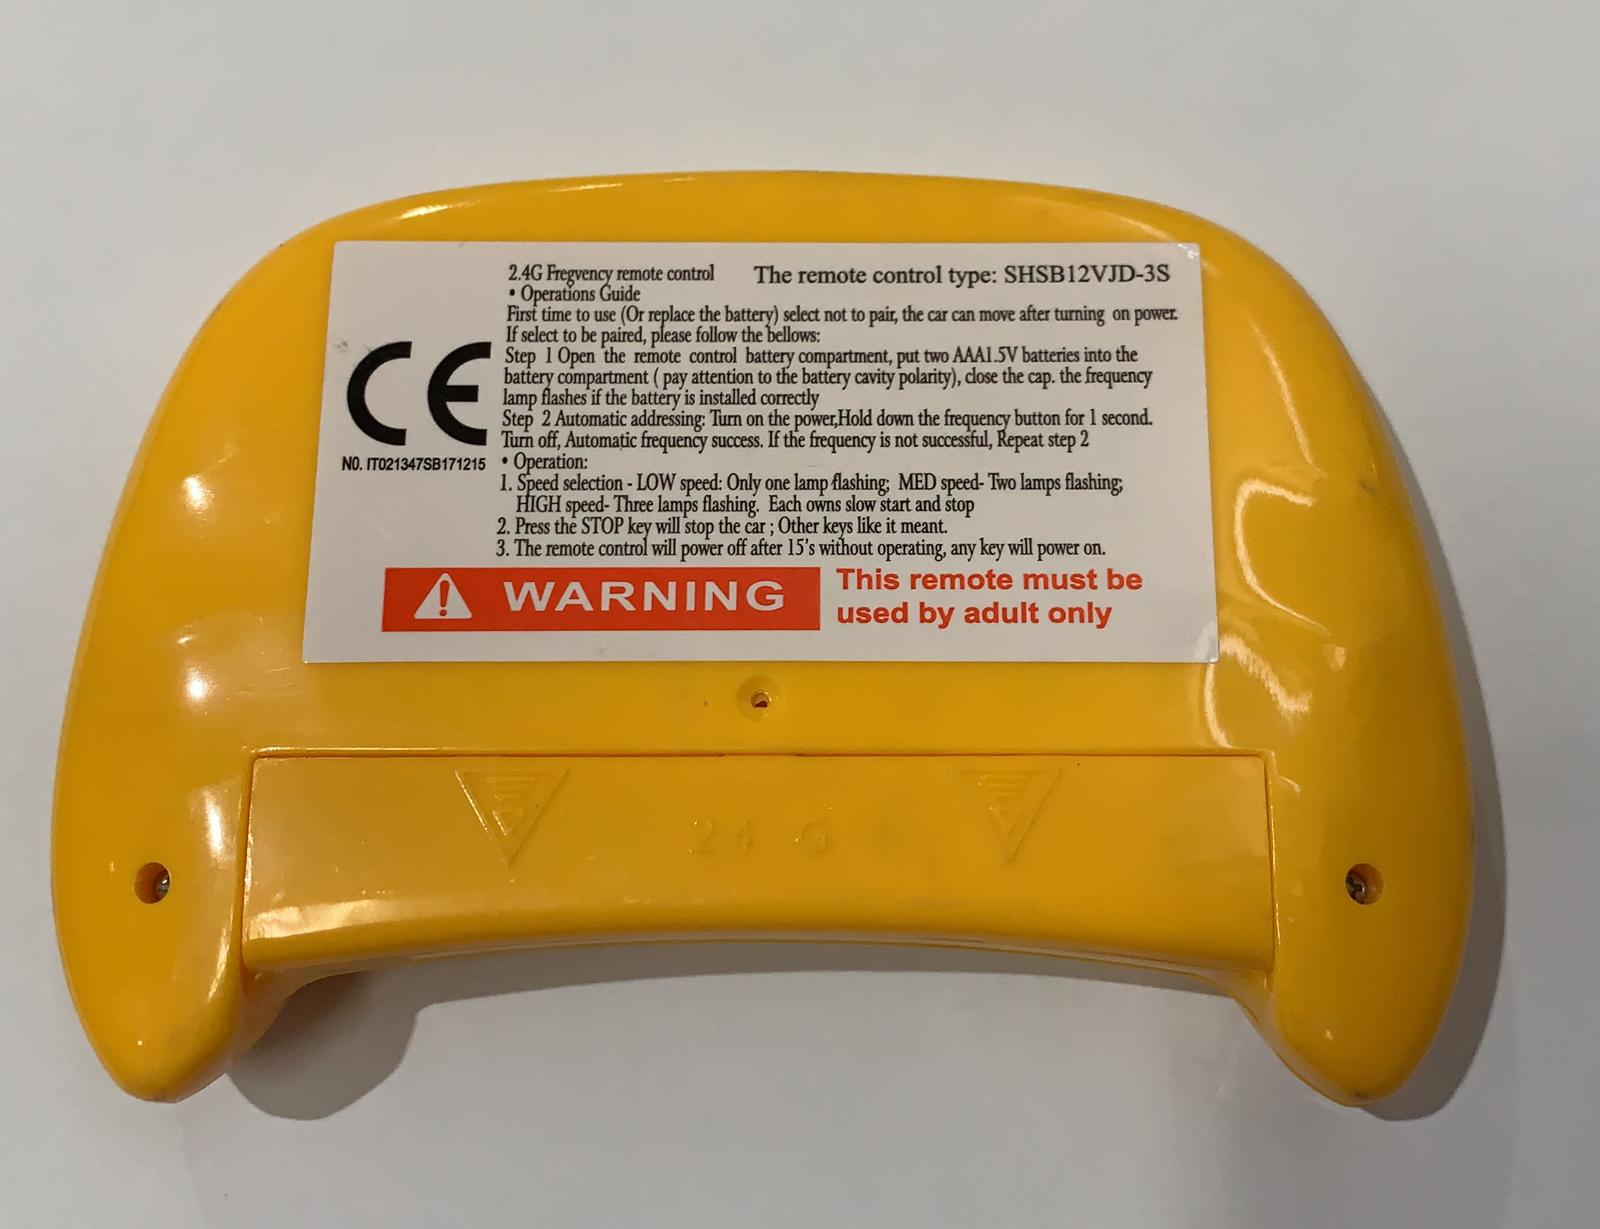 2.4G Fregvency remote control The remote control type: SHSB12VJD-3S
• Operations Guide
First time to use (Or replace the battery) select not to pair, the car can move after turning on power.
If select to be paired, please follow the bellows:
Step 1 Open the remote control battery compartment, put two AAA1.5V batteries into the
battery compartment ( pay attention to the battery cavity polarity), close the cap. the frequency
lamp flashes if the battery is installed correctly
Step 2 Automatic addressing: Turn on the power,Hold down the frequency button for 1 second.
Turn off, Automatic frequency success. If the frequency is not successful, Repeat step 2
CE
N0. IT021347SB171215
• Operation:
1. Speed selection - LOW speed: Only one lamp flashing; MED speed- Two lamps flashing;
HIGH speed- Three lamps flashing. Each owns slow start and stop
2. Press the STOP key will stop the car ; Other keys like it meant.
3. The remote control will power off after 15's without operating, any key will power on.
WARNING
This remote must be
used by adult only
2.4 G